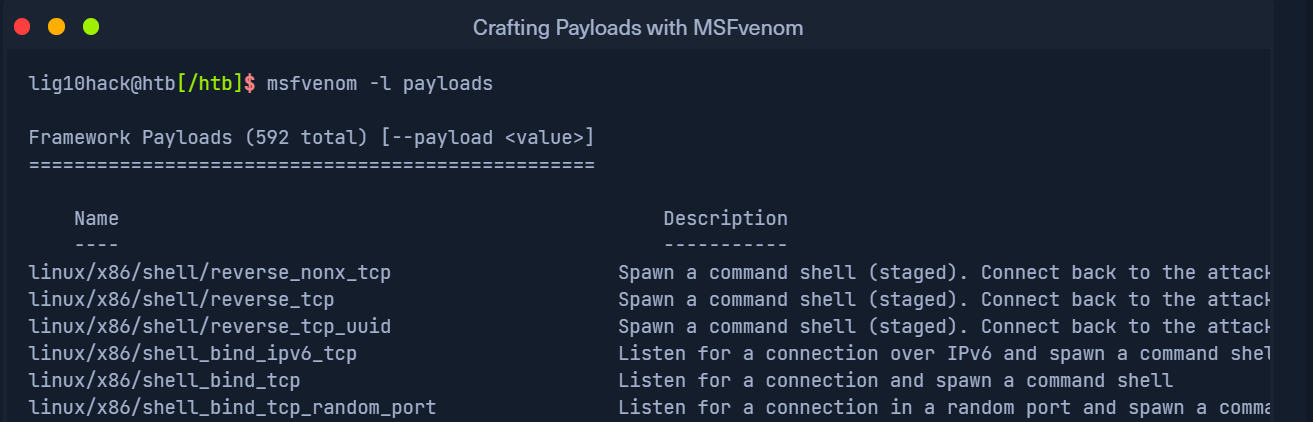 Crafting Payloads with MSFvenom
lig10hack@htb[/htb]$ msfvenom -l payloads
Framework Payloads (592 total) [--payload <value>]
==================================================
Name Description
---- -----------
linux/x86/shell/reverse_nonx_tcp Spawn a command shell (staged). Connect back to the attack
linux/x86/shell/reverse_tcp Spawn a command shell (staged). Connect back to the attack
linux/x86/shell/reverse_tcp_uuid Spawn a command shell (staged). Connect back to the attack
linux/x86/shell_bind_ipv6_tcp Listen for a connection over IPv6 and spawn a command shel
linux/x86/shell_bind_tcp Listen for a connection and spawn a command shell
linux/x86/shell_bind_tcp_random_port Listen for a connection in a random port and spawn a comma